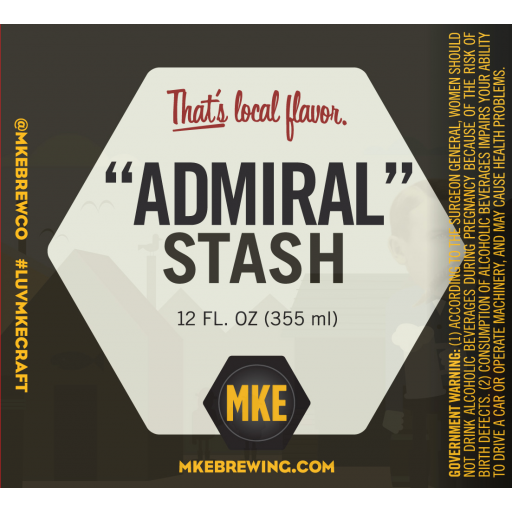 That's local flavor.
“ADMIRAL”
STASH
12 FL. OZ (355 ml)
MKE
MKEBREWING.COM
@MKEBREWCO #LUVMKECRAFT
GOVERNMENT WARNING: (1) ACCORDING TO THE SURGEON GENERAL, WOMEN SHOULD
NOT DRINK ALCOHOLIC BEVERAGES DURING PREGNANCY BECAUSE OF THE RISK OF
BIRTH DEFECTS. (2) CONSUMPTION OF ALCOHOLIC BEVERAGES IMPAIRS YOUR ABILITY
TO DRIVE A CAR OR OPERATE MACHINERY, AND MAY CAUSE HEALTH PROBLEMS.